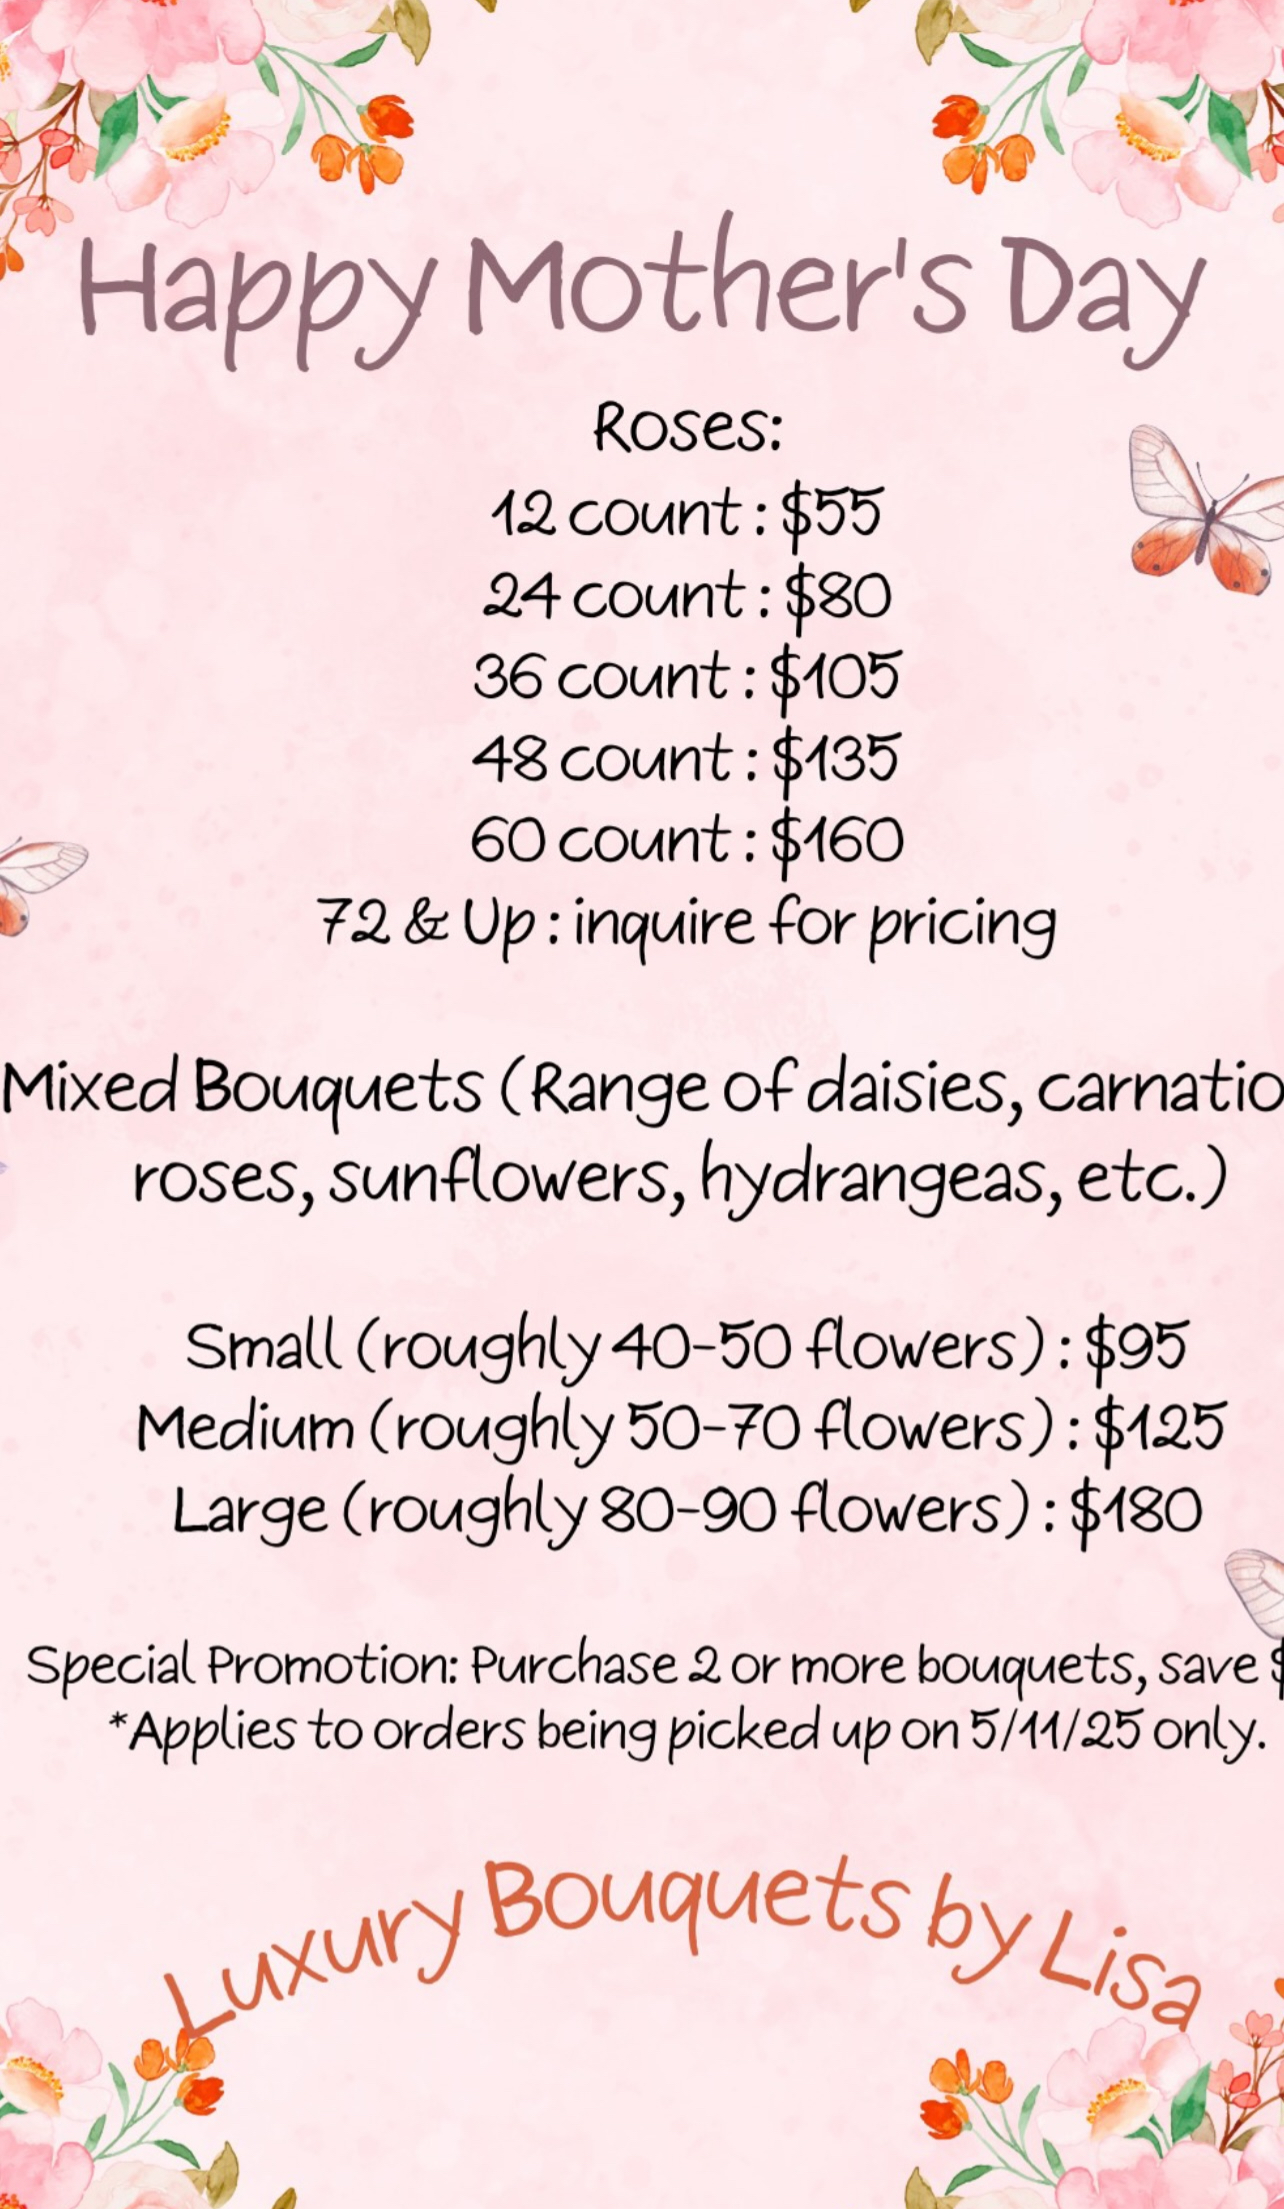 Happy Mother's Day
Roses:
12 count : $55
24 count : $80
36 count : $105
48 count : $135
60 count : $160
72 & Up : inquire for pricing
Mixed Bouquets (Range of daisies, carnatio
roses, sunflowers, hydrangeas, etc.)
Small (roughly 40-50 flowers) : $95
Medium (roughly 50-70 flowers) : $125
Large (roughly 80-90 flowers) : $180
Special Promotion: Purchase 2 or more bouquets, save $
*Applies to orders being picked up on 5/11/25 only.
Luxury Bouquets by Lisa